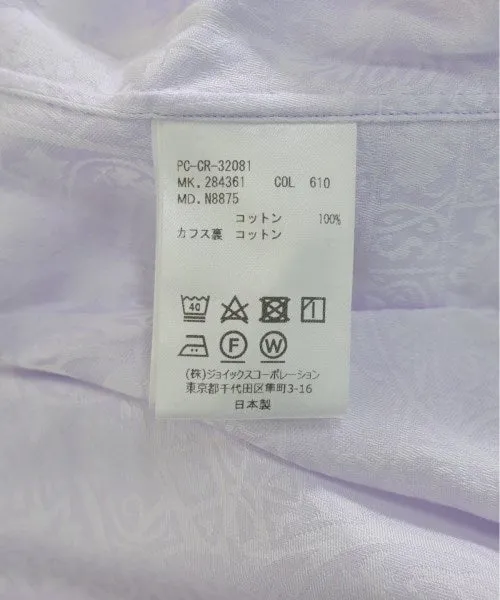 PC-CR-32081
MK. 284361 COL 610
MD. N8875
コットン 100%
カフス裏 コットン
40
F W
(株)ジョイックスコーポレーション
東京都千代田区隼町3-16
日本製